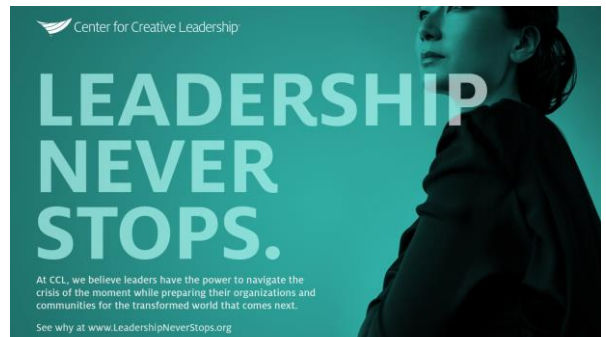 Center for Creative Leadership
LEADERSHIP
NEVER
STOPS.
At CCL, we believe leaders have the power to navigate the
crisis of the moment while preparing their organizations and
communities for the transformed world that comes next.
See why at www.LeadershipNeverStops.org